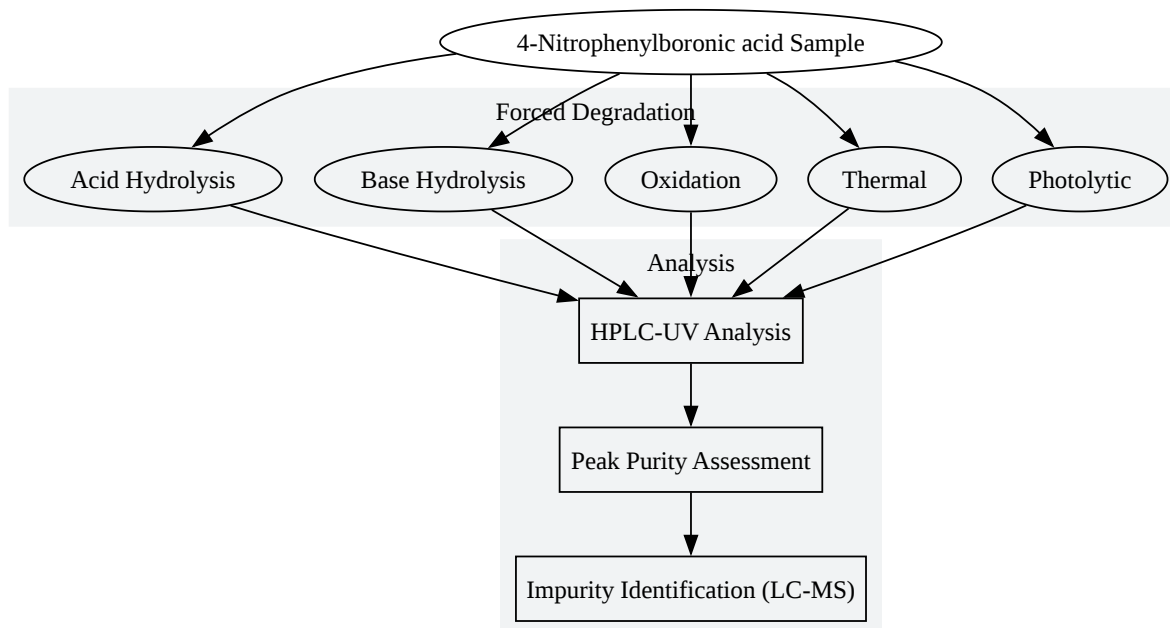 4-Nitrophenylboronic acid Sample
Forced Degradation
Acid Hydrolysis
Base Hydrolysis
Oxidation
Thermal
Photolytic
Analysis
HPLC-UV Analysis
Peak Purity Assessment
Impurity Identification (LC-MS)